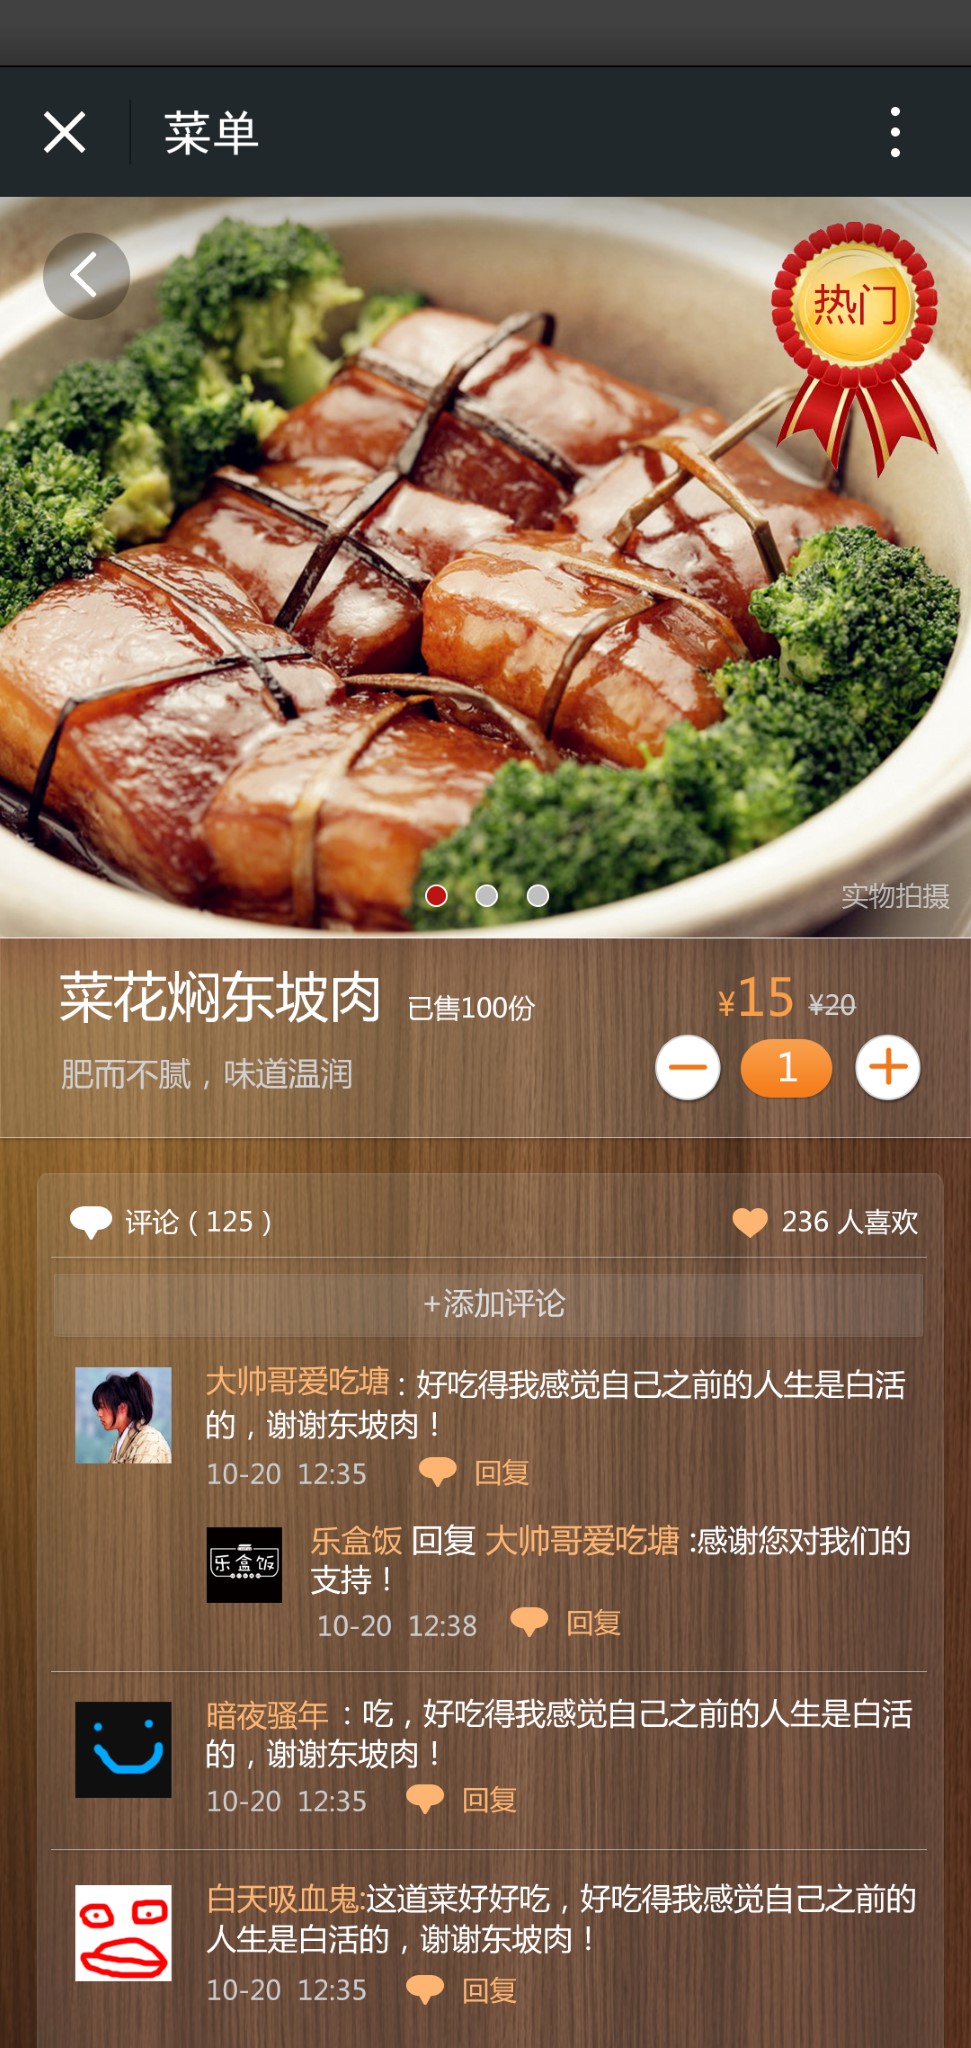 菜单
热门
实物拍摄
菜花焖东坡肉 已售100份 ¥15 ¥20
肥而不腻，味道温润 1
评论（125） 236 人喜欢
+添加评论
大帅哥爱吃塘：好吃得我感觉自己之前的人生是白活
的，谢谢东坡肉！
10-20 12:35 回复
乐盒饭
乐盒饭 回复 大帅哥爱吃塘 :感谢您对我们的
支持！
10-20 12:38 回复
暗夜骚年 ：吃，好吃得我感觉自己之前的人生是白活
的，谢谢东坡肉！
10-20 12:35 回复
白天吸血鬼:这道菜好好吃，好吃得我感觉自己之前的
人生是白活的，谢谢东坡肉！
10-20 12:35 回复